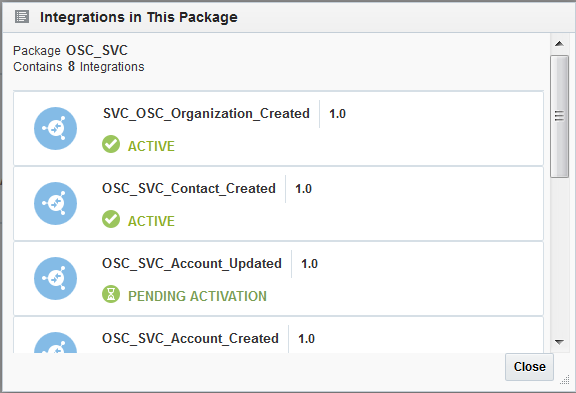 Integrations in This Package
Package OSC_SVC
Contains 8 Integrations
SVC_OSC_Organization_Created 1.0
ACTIVE
OSC_SVC_Contact_Created 1.0
ACTIVE
OSC_SVC_Account_Updated 1.0
PENDING ACTIVATION
OSC_SVC_Account_Created 1.0
Close